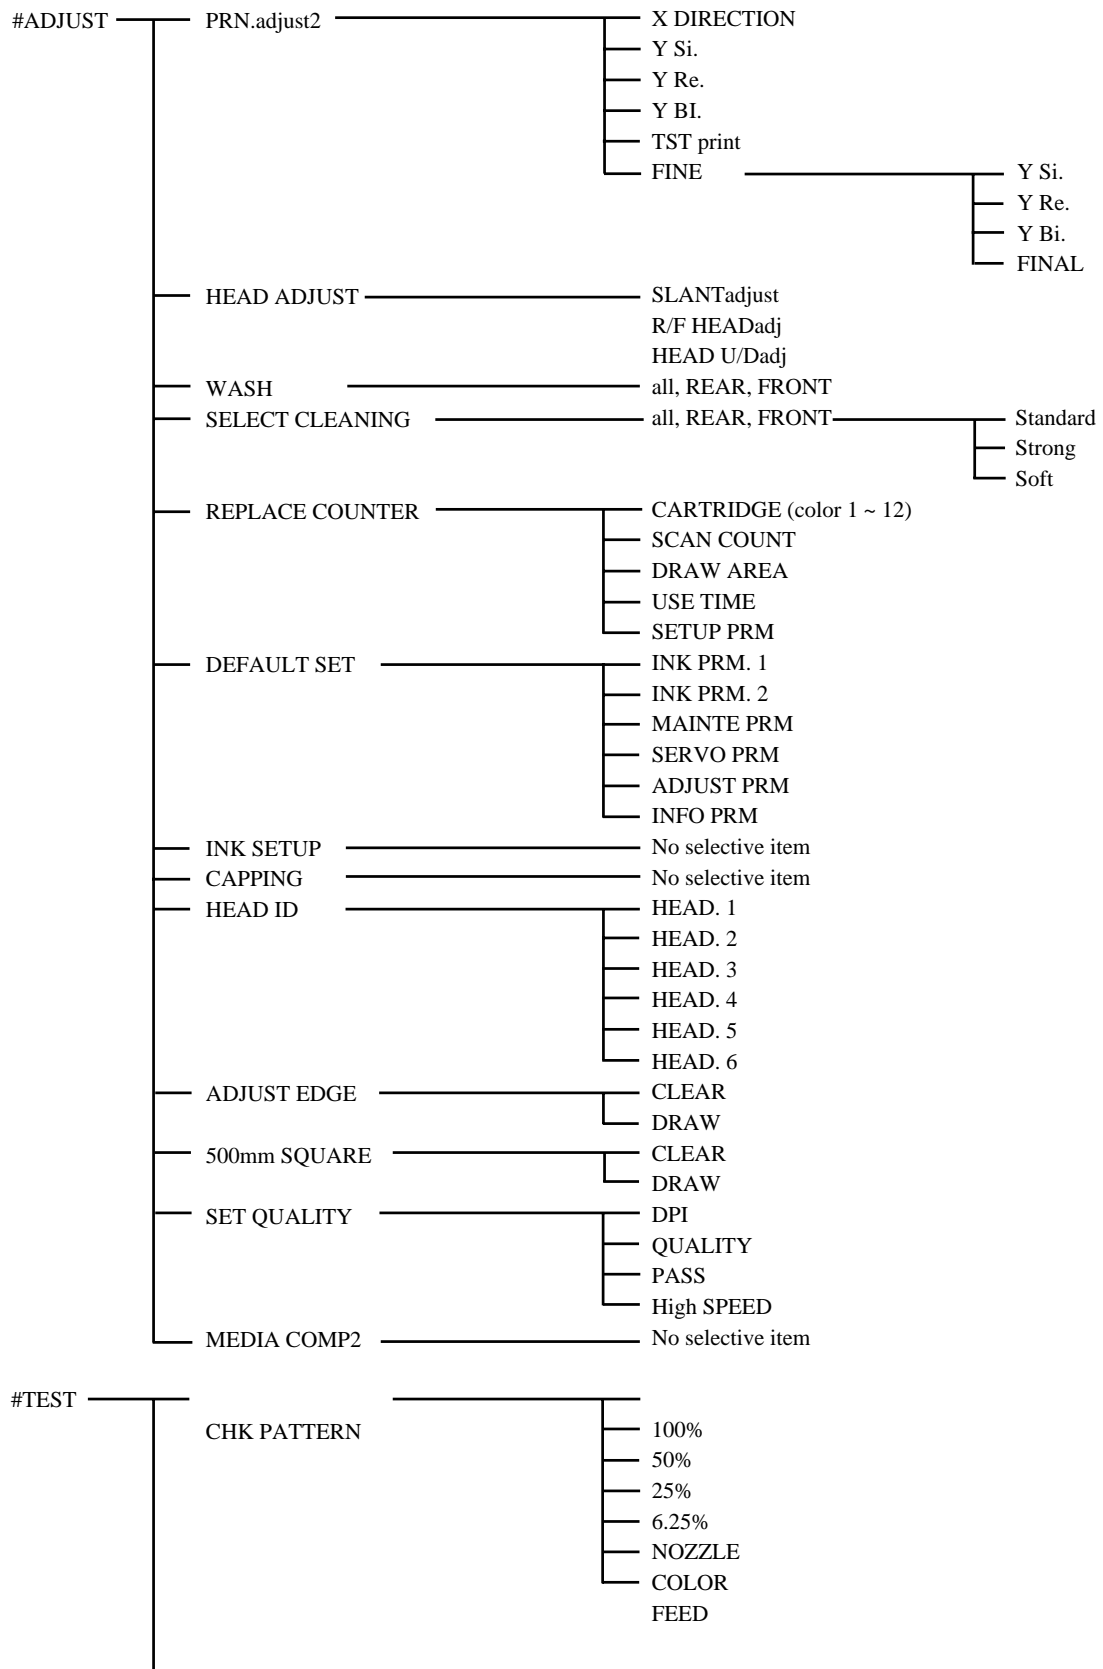 #ADJUST PRN.adjust2 X DIRECTION
Y Si.
Y Re.
Y BI.
TST print
FINE Y Si.
Y Re.
Y Bi.
FINAL
HEAD ADJUST SLANTadjust
R/F HEADadj
HEAD U/Dadj
WASH all, REAR, FRONT
SELECT CLEANING all, REAR, FRONT Standard
Strong
Soft
REPLACE COUNTER CARTRIDGE (color 1 ~ 12)
SCAN COUNT
DRAW AREA
USE TIME
SETUP PRM
DEFAULT SET INK PRM. 1
INK PRM. 2
MAINTE PRM
SERVO PRM
ADJUST PRM
INFO PRM
INK SETUP No selective item
CAPPING No selective item
HEAD ID HEAD. 1
HEAD. 2
HEAD. 3
HEAD. 4
HEAD. 5
HEAD. 6
ADJUST EDGE CLEAR
DRAW
500mm SQUARE CLEAR
DRAW
SET QUALITY DPI
QUALITY
PASS
High SPEED
MEDIA COMP2 No selective item
#TEST
CHK PATTERN 100%
50%
25%
6.25%
NOZZLE
COLOR
FEED